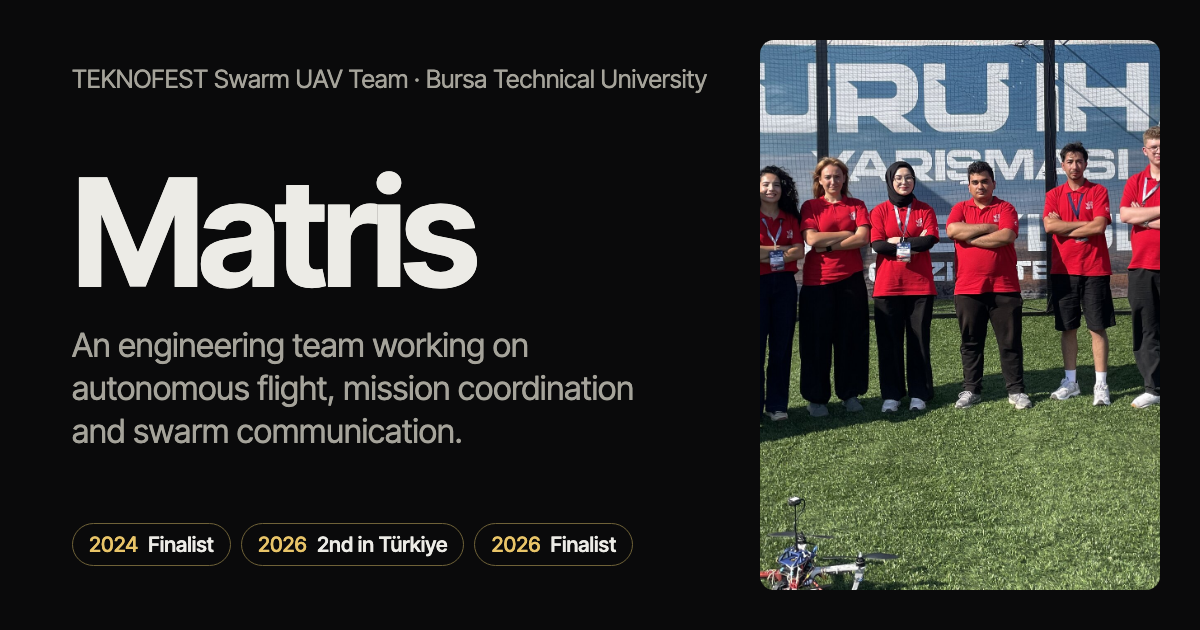 TEKNOFEST Swarm UAV Team · Bursa Technical University
Matris
An engineering team working on
autonomous flight, mission coordination
and swarm communication.
2024 Finalist
2026 2nd in Türkiye
2026 Finalist
YARIŞMASI